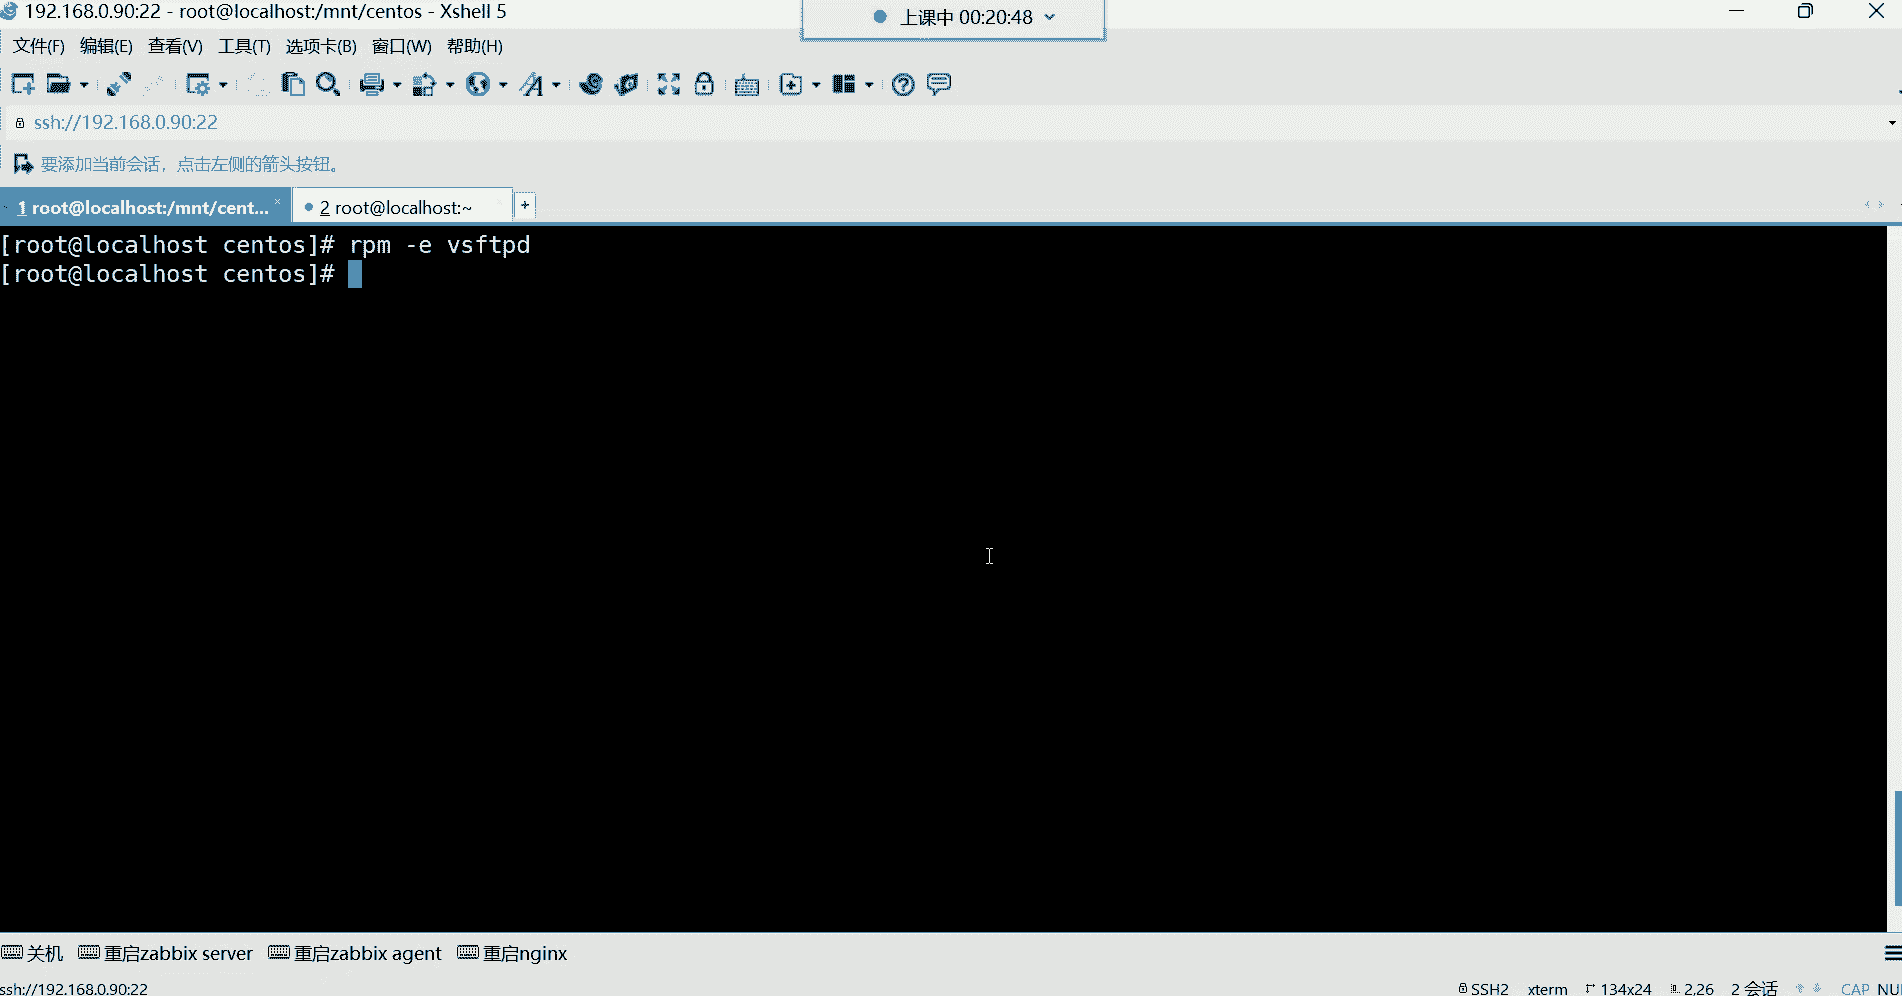 192.168.0.90:22 - root@localhost:/mnt/centos - Xshell 5
上课中 00:20:48
文件(F) 编辑(E) 查看(V) 工具(T) 选项卡(B) 窗口(W) 帮助(H)
ssh://192.168.0.90:22
要添加当前会话，点击左侧的箭头按钮。
1 root@localhost:/mnt/cent... 2 root@localhost:~
[root@localhost centos]# rpm -e vsftpd
[root@localhost centos]#
关机 重启zabbix server 重启zabbix agent 重启nginx
ssh://192.168.0.90:22 SSH2 xterm 134x24 2,26 2 会话 CAP NU